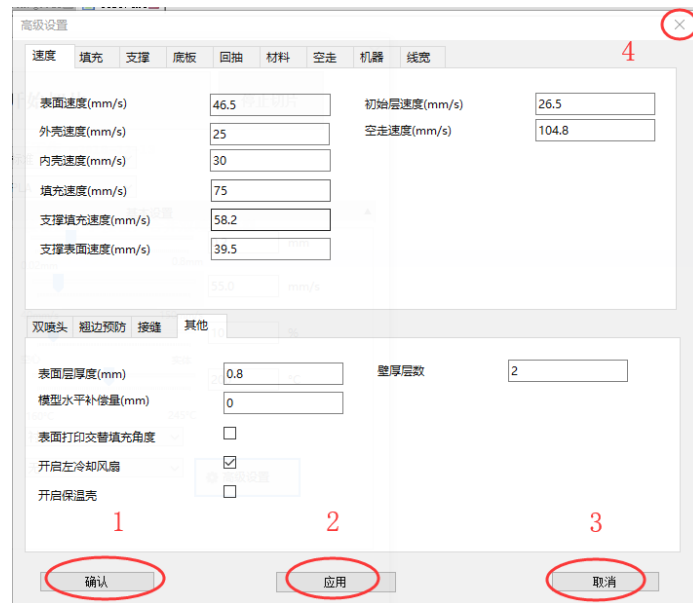 高级设置
4
速度 填充 支撑 底板 回抽 材料 空走 机器 线宽
表面速度(mm/s) 46.5 初始层速度(mm/s) 26.5
外壳速度(mm/s) 25 空走速度(mm/s) 104.8
内壳速度(mm/s) 30
填充速度(mm/s) 75
支撑填充速度(mm/s) 58.2
支撑表面速度(mm/s) 39.5
55.0 mm/s
双喷头 翘边预防 接缝 其他
表面层厚度(mm) 0.8 壁厚层数 2
模型水平补偿量(mm) 0
表面打印交替填充角度
开启左冷却风扇
开启保温壳
1 2 3
确认 应用 取消